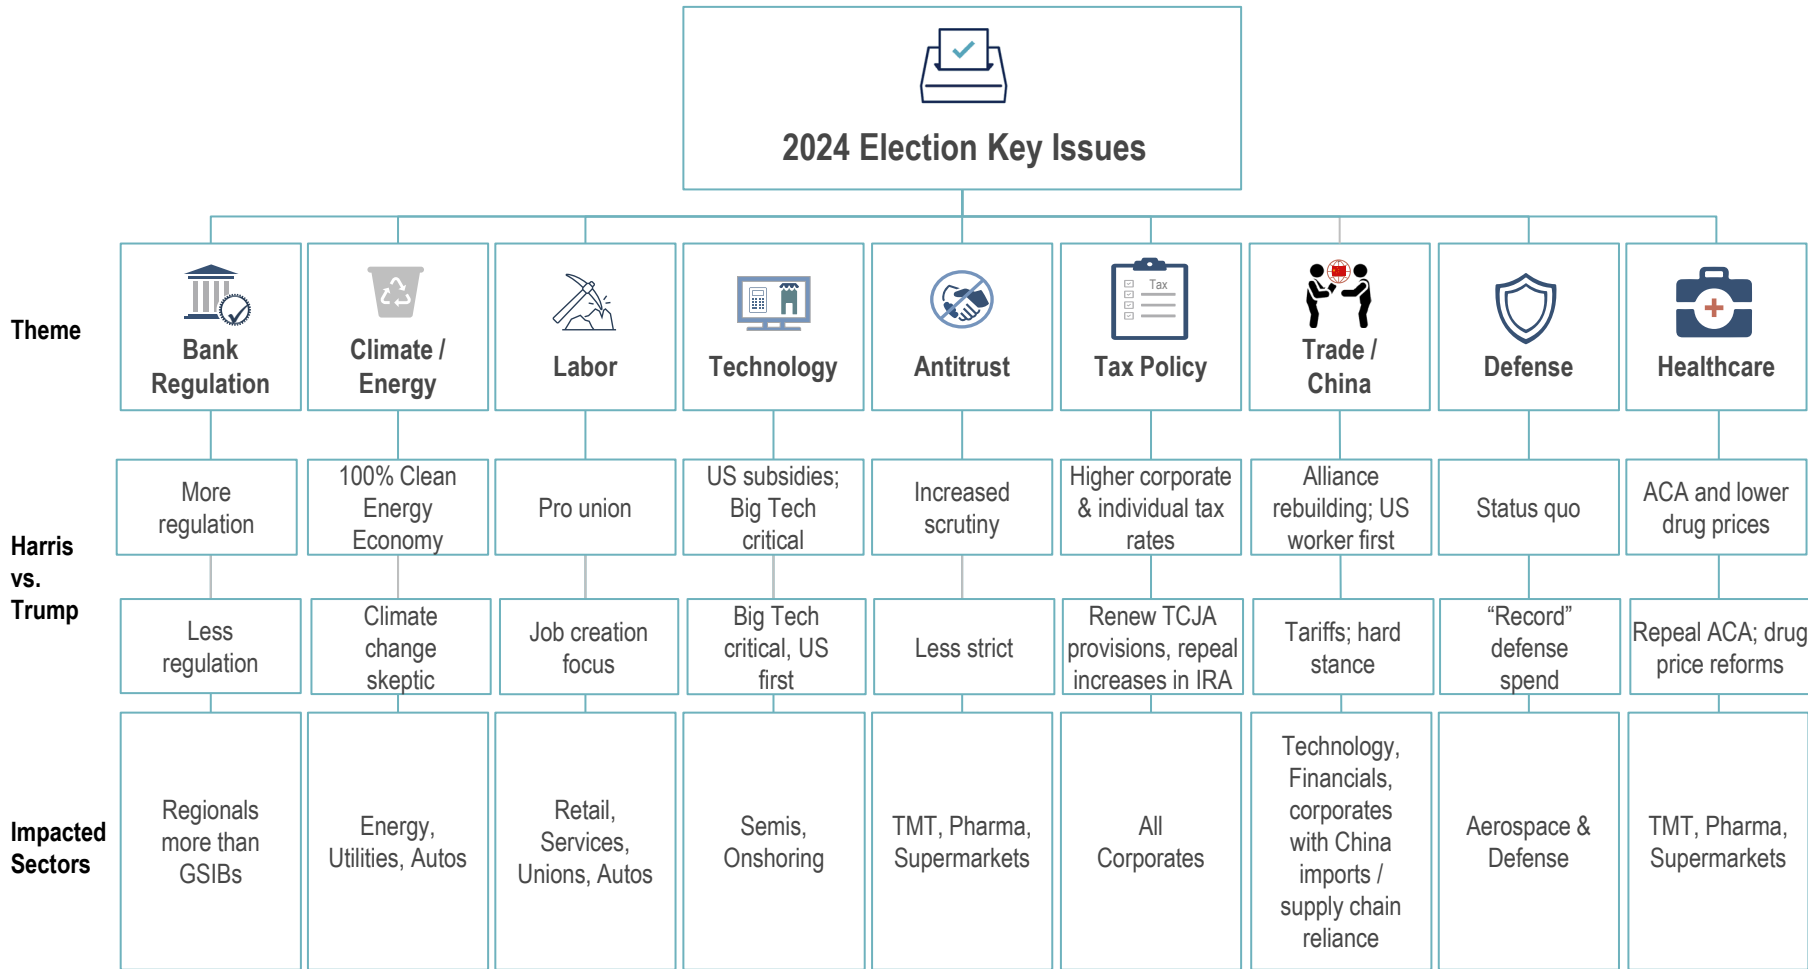 2024 Election Key Issues
Theme
Bank
Regulation
Climate /
Energy
Labor
Technology
Antitrust
Tax
Tax Policy
Trade /
China
Defense
Healthcare
Harris
vs.
Trump
More
regulation
100% Clean
Energy
Economy
Pro union
US subsidies;
Big Tech
critical
Increased
scrutiny
Higher corporate
& individual tax
rates
Alliance
rebuilding; US
worker first
Status quo
ACA and lower
drug prices
Less
regulation
Climate
change
skeptic
Job creation
focus
Big Tech
critical, US
first
Less strict
Renew TCJA
provisions, repeal
increases in IRA
Tariffs; hard
stance
“Record”
defense
spend
Repeal ACA; drug
price reforms
Impacted
Sectors
Regionals
more than
GSIBs
Energy,
Utilities, Autos
Retail,
Services,
Unions, Autos
Semis,
Onshoring
TMT, Pharma,
Supermarkets
All
Corporates
Technology,
Financials,
corporates
with China
imports /
supply chain
reliance
Aerospace &
Defense
TMT, Pharma,
Supermarkets